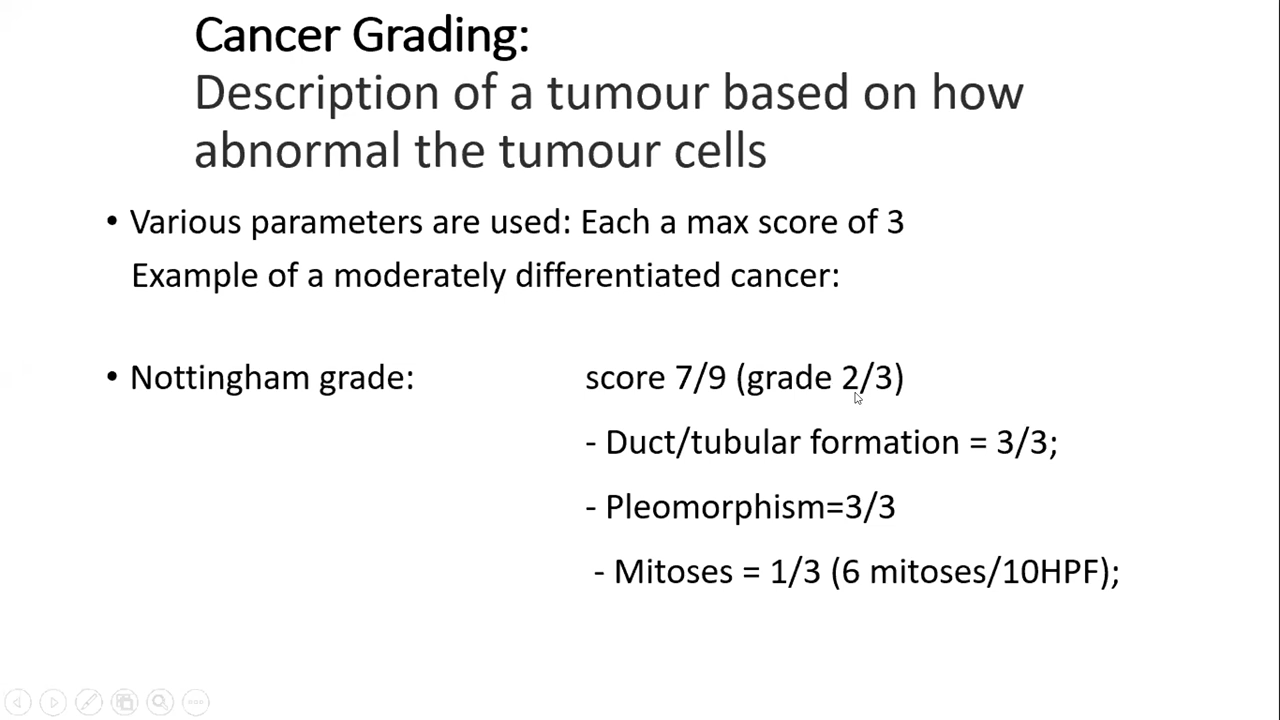 Cancer Grading:
Description of a tumour based on how
abnormal the tumour cells
• Various parameters are used: Each a max score of 3
Example of a moderately differentiated cancer:
• Nottingham grade: score 7/9 (grade 2/3)
- Duct/tubular formation = 3/3;
- Pleomorphism=3/3
- Mitoses = 1/3 (6 mitoses/10HPF);